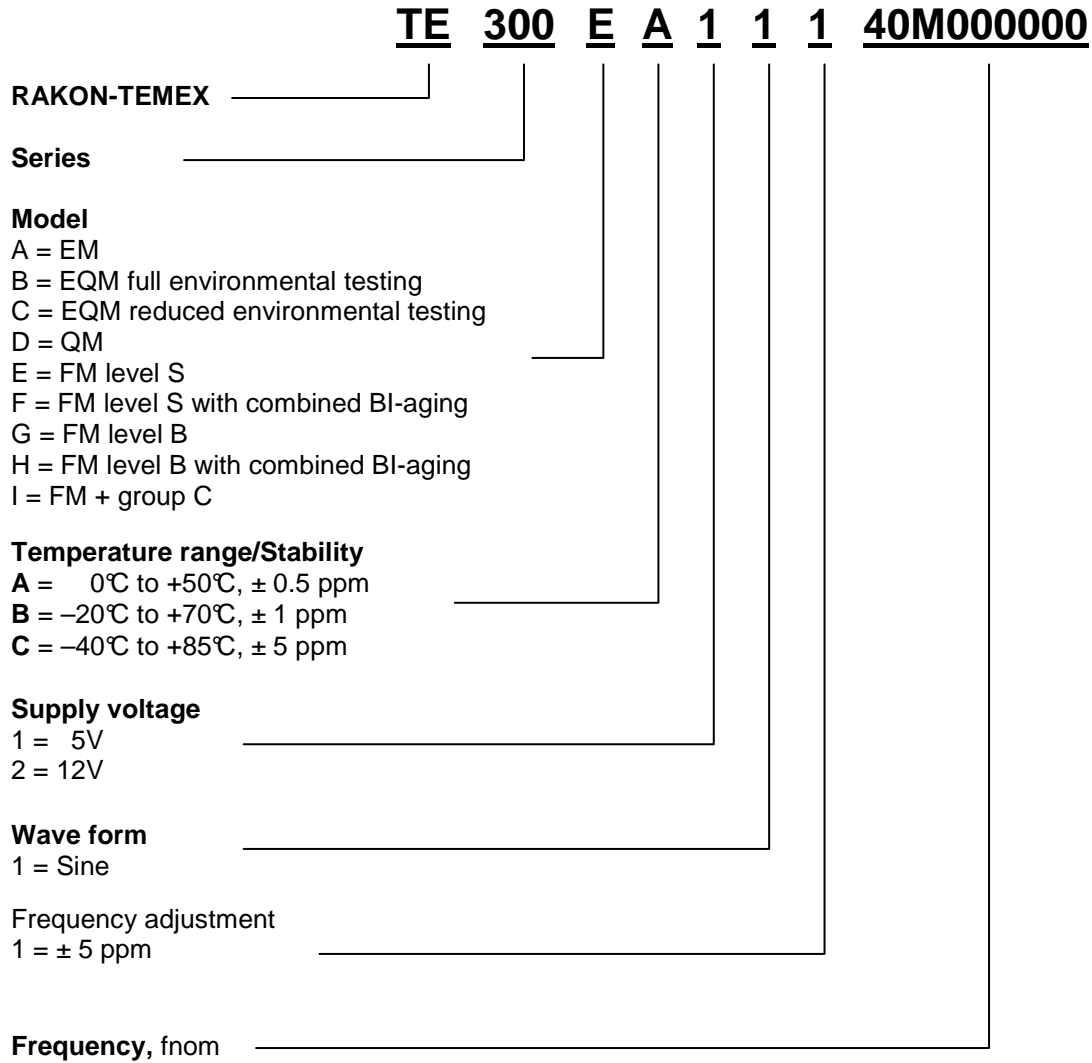 TE 300 E A 1 1 1 40M000000
RAKON-TEMEX
Series
Model
A = EM
B = EQM full environmental testing
C = EQM reduced environmental testing
D = QM
E = FM level S
F = FM level S with combined BI-aging
G = FM level B
H = FM level B with combined BI-aging
I = FM + group C
Temperature range/Stability
A = 0°C to +50°C, ± 0.5 ppm
B = –20°C to +70°C, ± 1 ppm
C = –40°C to +85°C, ± 5 ppm
Supply voltage
1 = 5V
2 = 12V
Wave form
1 = Sine
Frequency adjustment
1 = ± 5 ppm
Frequency, fnom